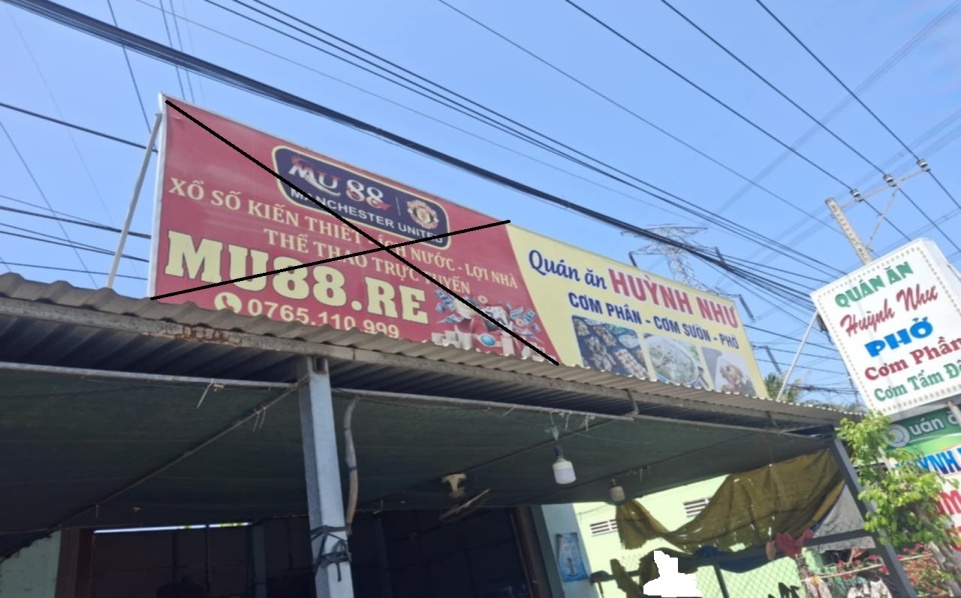 MU 88
MANCHESTER UNITED
XỔ SỐ KIẾN THIẾT ÍCH NƯỚC - LỢI NHÀ
THỂ THAO TRỰC TUYẾN
MU88.RE
0765.110.999
Quán ăn HUỲNH NHƯ
CƠM PHẦN - CƠM SƯỜN - PHỞ
QUÁN ĂN
Huỳnh Như
PHỞ
Cơm Phần
Cơm Tấm